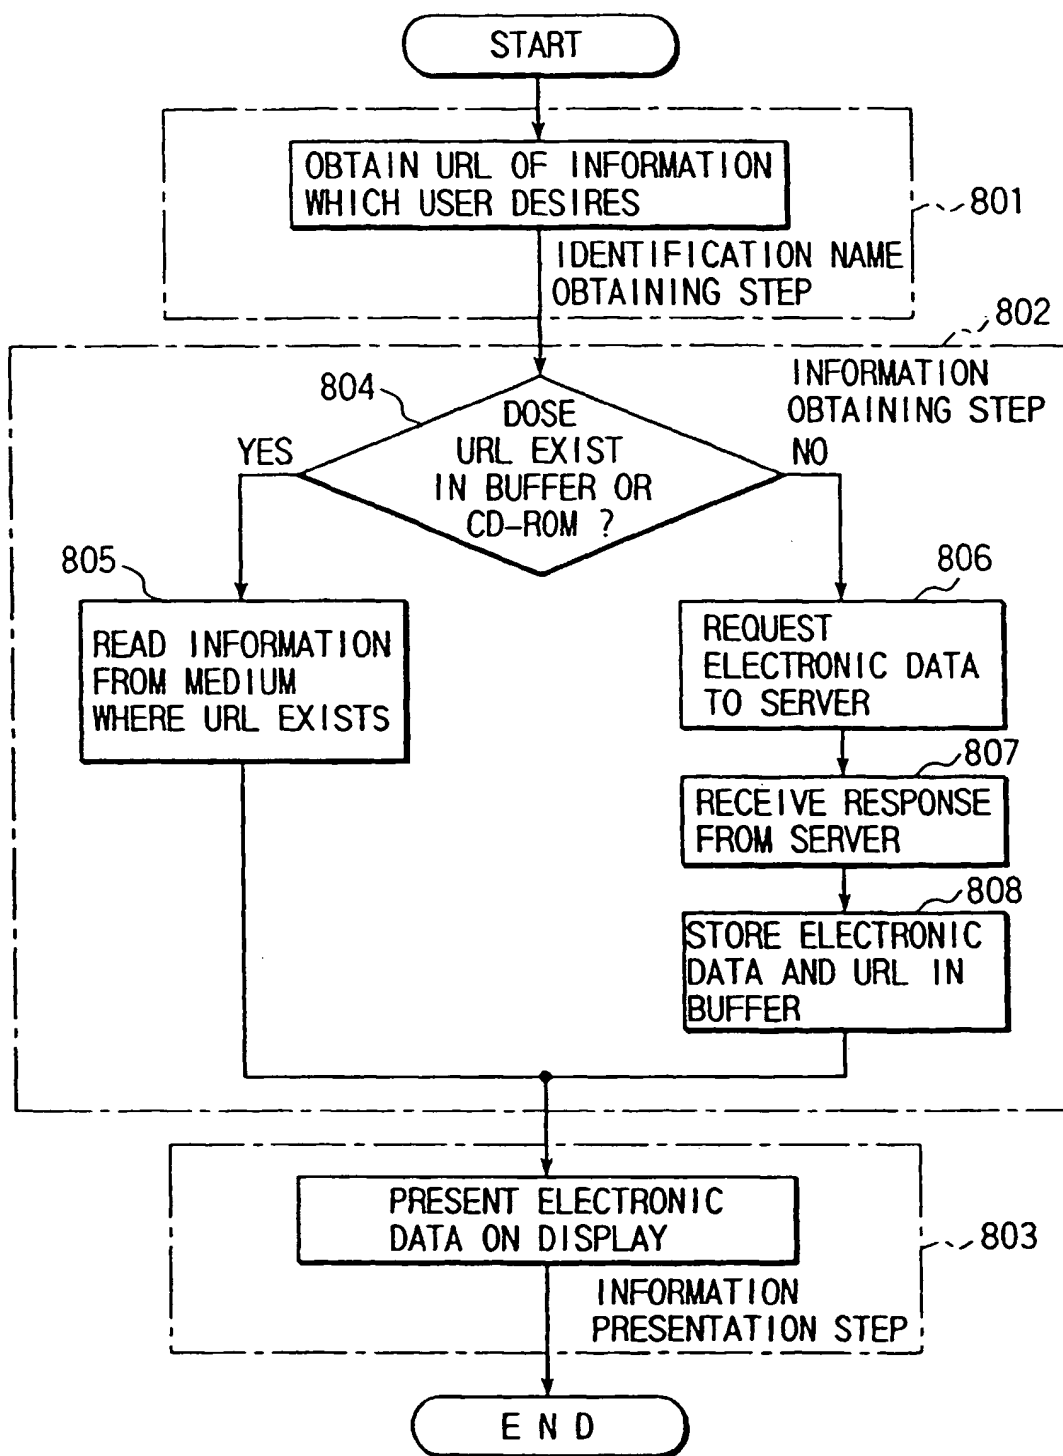 START
OBTAIN URL OF INFORMATION
WHICH USER DESIRES
801
IDENTIFICATION NAME
OBTAINING STEP
802
INFORMATION
OBTAINING STEP
804
DOSE
URL EXIST
IN BUFFER OR
CD-ROM ?
YES
NO
805
READ INFORMATION
FROM MEDIUM
WHERE URL EXISTS
806
REQUEST
ELECTRONIC DATA
TO SERVER
807
RECEIVE RESPONSE
FROM SERVER
808
STORE ELECTRONIC
DATA AND URL IN
BUFFER
PRESENT ELECTRONIC
DATA ON DISPLAY
803
INFORMATION
PRESENTATION STEP
END